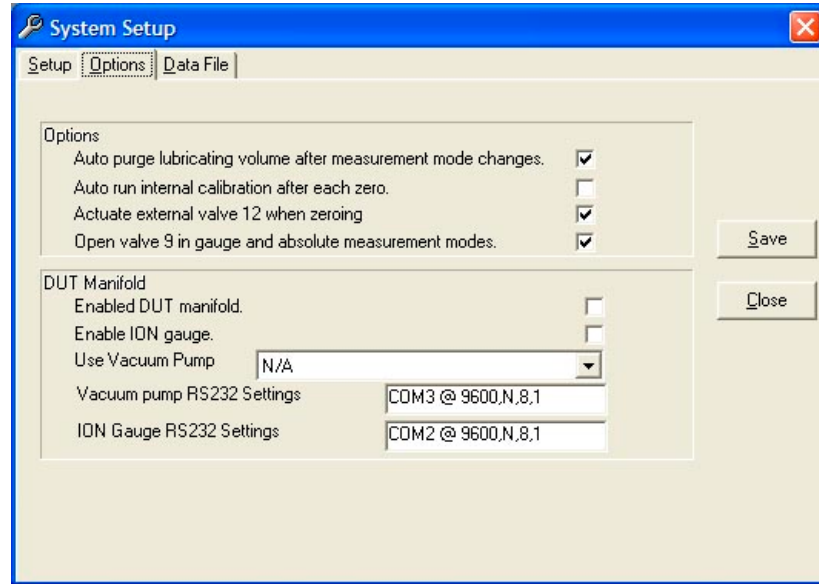 System Setup
Setup Options Data File
Options
Auto purge lubricating volume after measurement mode changes.
Auto run internal calibration after each zero.
Actuate external valve 12 when zeroing
Open valve 9 in gauge and absolute measurement modes.
Save
DUT Manifold
Enabled DUT manifold.
Close
Enable ION gauge.
Use Vacuum Pump N/A
Vacuum pump RS232 Settings COM3 @ 9600,N,8,1
ION Gauge RS232 Settings COM2 @ 9600,N,8,1